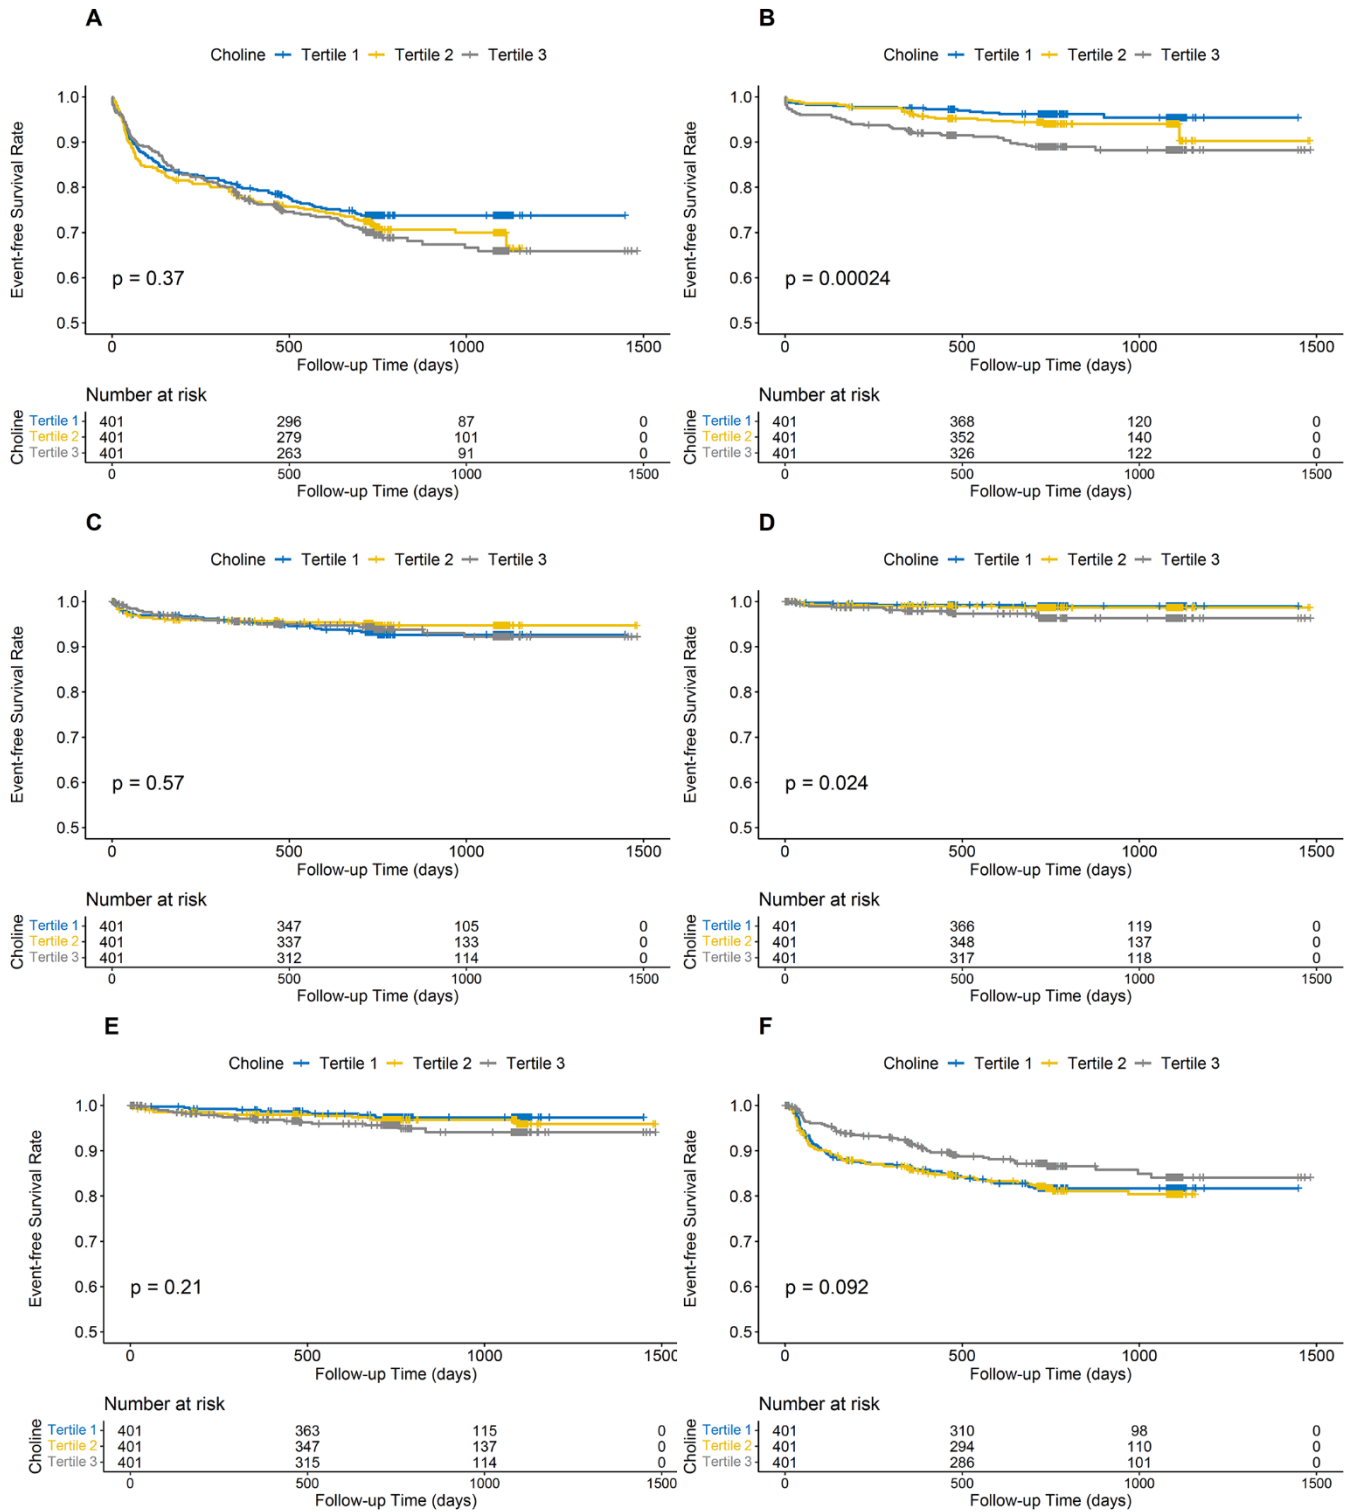 A
Choline Tertile 1 Tertile 2 Tertile 3
Event-free Survival Rate
1.0
0.9
0.8
0.7
0.6
0.5
p = 0.37
0 500 1000 1500
Follow-up Time (days)
Number at risk
Choline
Tertile 1 401 296 87 0
Tertile 2 401 279 101 0
Tertile 3 401 263 91 0
0 500 1000 1500
Follow-up Time (days)
B
Choline Tertile 1 Tertile 2 Tertile 3
Event-free Survival Rate
1.0
0.9
0.8
0.7
0.6
0.5
p = 0.00024
0 500 1000 1500
Follow-up Time (days)
Number at risk
Choline
Tertile 1 401 368 120 0
Tertile 2 401 352 140 0
Tertile 3 401 326 122 0
0 500 1000 1500
Follow-up Time (days)
C
Choline Tertile 1 Tertile 2 Tertile 3
Event-free Survival Rate
1.0
0.9
0.8
0.7
0.6
0.5
p = 0.57
0 500 1000 1500
Follow-up Time (days)
Number at risk
Choline
Tertile 1 401 347 105 0
Tertile 2 401 337 133 0
Tertile 3 401 312 114 0
0 500 1000 1500
Follow-up Time (days)
D
Choline Tertile 1 Tertile 2 Tertile 3
Event-free Survival Rate
1.0
0.9
0.8
0.7
0.6
0.5
p = 0.024
0 500 1000 1500
Follow-up Time (days)
Number at risk
Choline
Tertile 1 401 366 119 0
Tertile 2 401 348 137 0
Tertile 3 401 317 118 0
0 500 1000 1500
Follow-up Time (days)
E
Choline Tertile 1 Tertile 2 Tertile 3
Event-free Survival Rate
1.0
0.9
0.8
0.7
0.6
0.5
p = 0.21
0 500 1000 1500
Follow-up Time (days)
Number at risk
Choline
Tertile 1 401 363 115 0
Tertile 2 401 347 137 0
Tertile 3 401 315 114 0
0 500 1000 1500
Follow-up Time (days)
F
Choline Tertile 1 Tertile 2 Tertile 3
Event-free Survival Rate
1.0
0.9
0.8
0.7
0.6
0.5
p = 0.092
0 500 1000 1500
Follow-up Time (days)
Number at risk
Choline
Tertile 1 401 310 98 0
Tertile 2 401 294 110 0
Tertile 3 401 286 101 0
0 500 1000 1500
Follow-up Time (days)